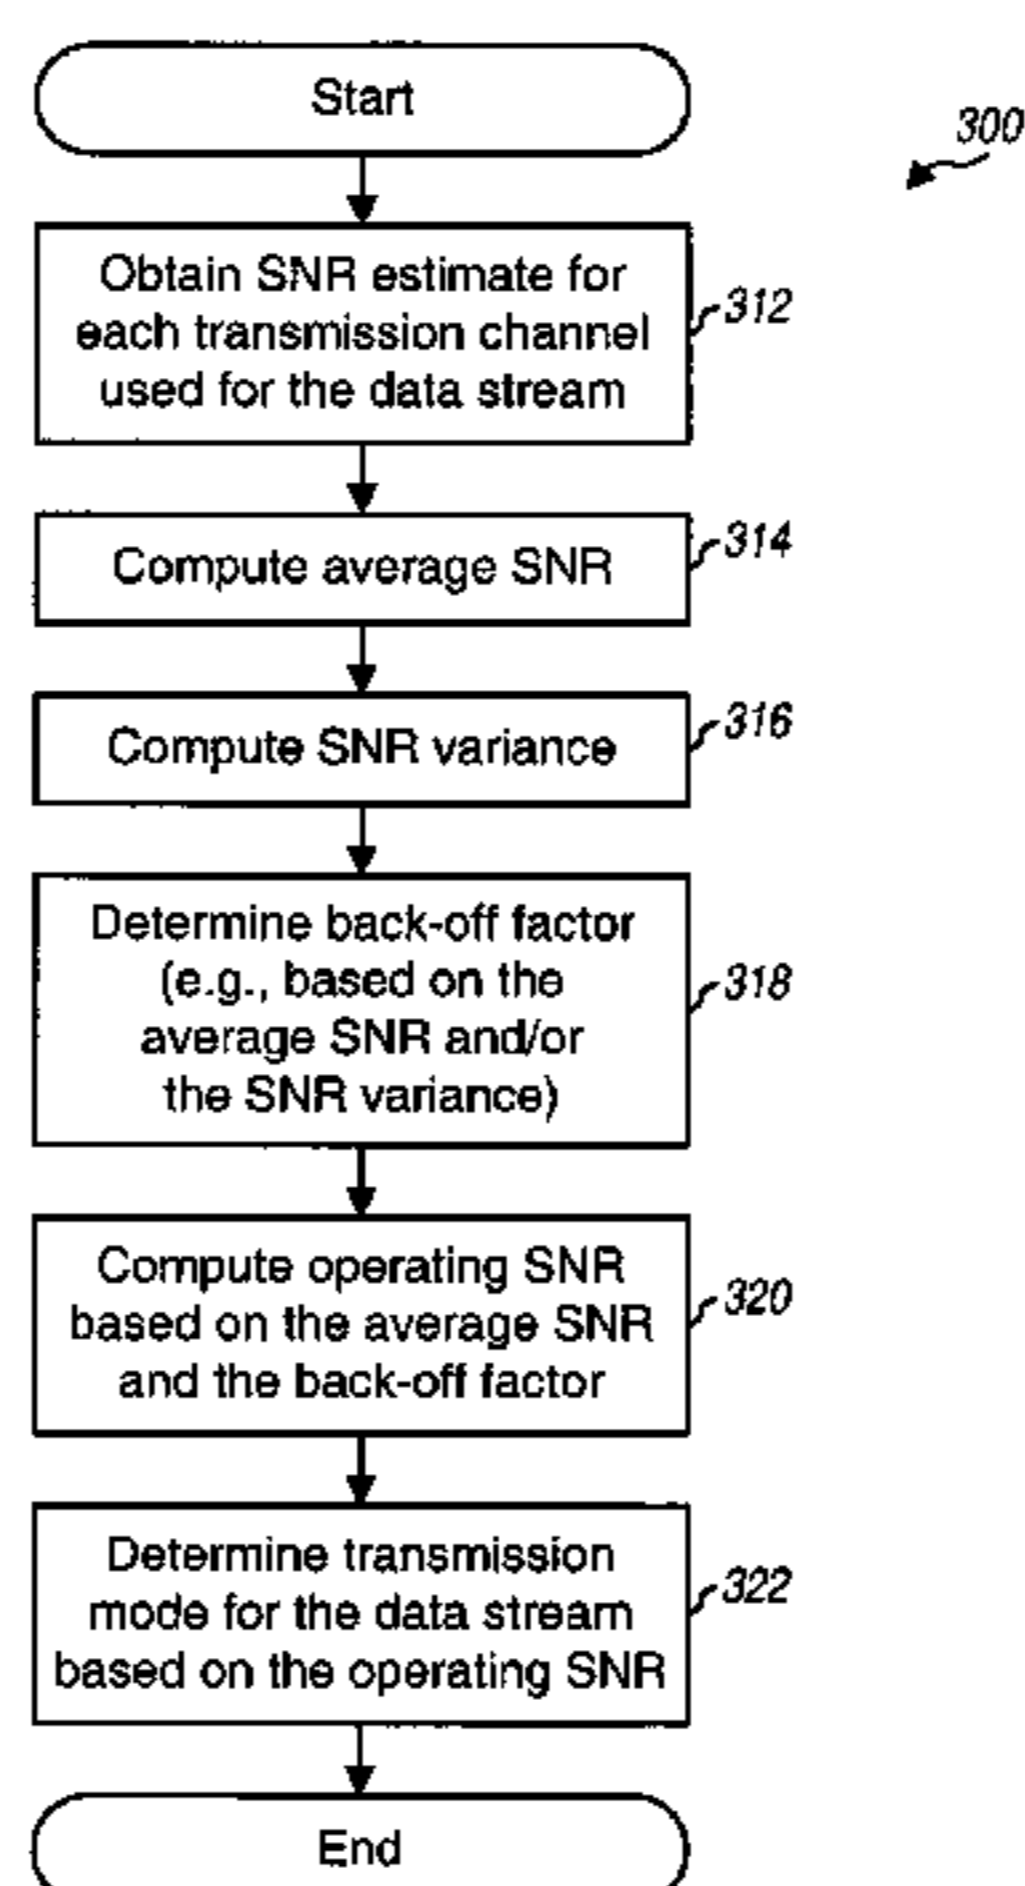 Start
300
Obtain SNR estimate for
each transmission channel
used for the data stream
312
Compute average SNR
314
Compute SNR variance
316
Determine back-off factor
(e.g., based on the
average SNR and/or
the SNR variance)
318
Compute operating SNR
based on the average SNR
and the back-off factor
320
Determine transmission
mode for the data stream
based on the operating SNR
322
End